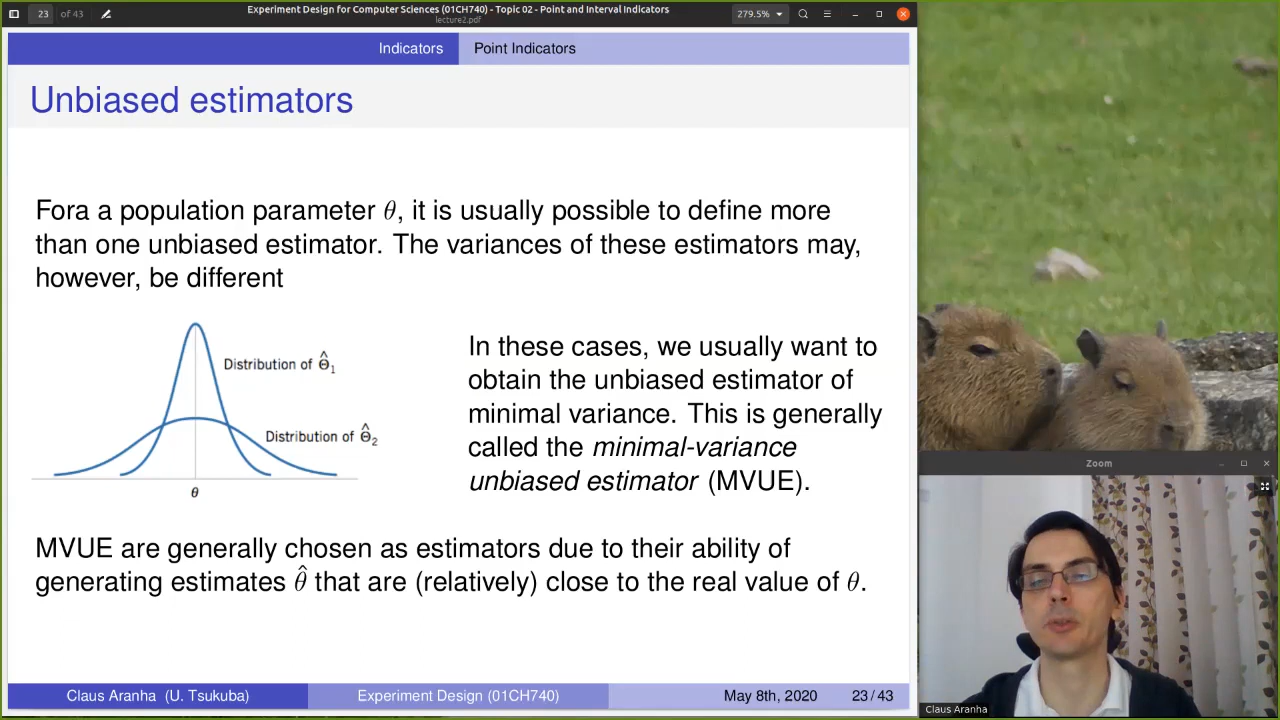 23 of 43
Experiment Design for Computer Sciences (01CH740) - Topic 02 - Point and Interval Indicators
lecture2.pdf
279.5%
Indicators
Point Indicators
Unbiased estimators
Fora a population parameter θ, it is usually possible to define more
than one unbiased estimator. The variances of these estimators may,
however, be different
Distribution of Θ̂₁
Distribution of Θ̂₂
θ
In these cases, we usually want to
obtain the unbiased estimator of
minimal variance. This is generally
called the minimal-variance
unbiased estimator (MVUE).
MVUE are generally chosen as estimators due to their ability of
generating estimates θ̂ that are (relatively) close to the real value of θ.
Claus Aranha (U. Tsukuba)
Experiment Design (01CH740)
May 8th, 2020
23 / 43
Zoom
Claus Aranha